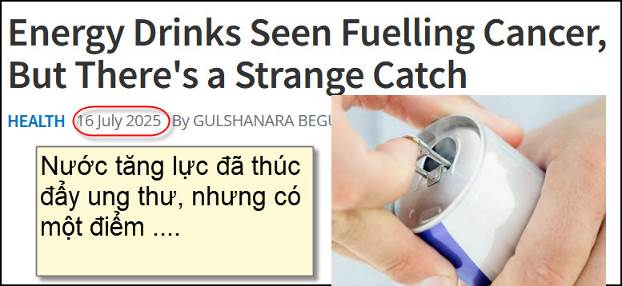 Energy Drinks Seen Fuelling Cancer,
But There's a Strange Catch
HEALTH 16 July 2025 By GULSHANARA
Nước tăng lực đã thúc
đẩy ung thư, nhưng có
một điểm ....